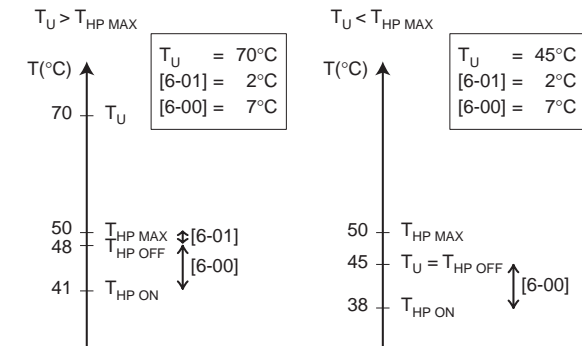 T_U > T_HP MAX
T_U = 70°C
[6-01] = 2°C
[6-00] = 7°C
T(°C)
70 T_U
50 T_HP MAX [6-01]
48 T_HP OFF
[6-00]
41 T_HP ON
T_U < T_HP MAX
T_U = 45°C
[6-01] = 2°C
[6-00] = 7°C
T(°C)
50 T_HP MAX
45 T_U = T_HP OFF
[6-00]
38 T_HP ON